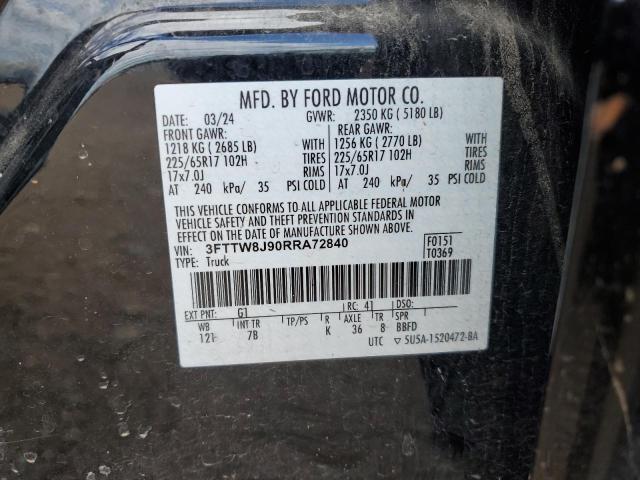 MFD. BY FORD MOTOR CO.
DATE: 03/24 GVWR: 2350 KG ( 5180 LB)
FRONT GAWR: REAR GAWR:
1218 KG ( 2685 LB) WITH 1256 KG ( 2770 LB) WITH
225/65R17 102H TIRES 225/65R17 102H TIRES
17x7.0J RIMS 17x7.0J RIMS
AT 240 kPa/ 35 PSI COLD AT 240 kPa/ 35 PSI COLD
THIS VEHICLE CONFORMS TO ALL APPLICABLE FEDERAL MOTOR
VEHICLE SAFETY AND THEFT PREVENTION STANDARDS IN
EFFECT ON THE DATE OF MANUFACTURE SHOWN ABOVE.
VIN: 3FTTW8J90RRA72840 F0151
TYPE: Truck T0369
EXT PNT: G1 RC: 41 DSO:
WB INT TR TP/PS R AXLE TR SPR
121 7B K 36 8 BBFD
UTC ▽5U5A-1520472-BA